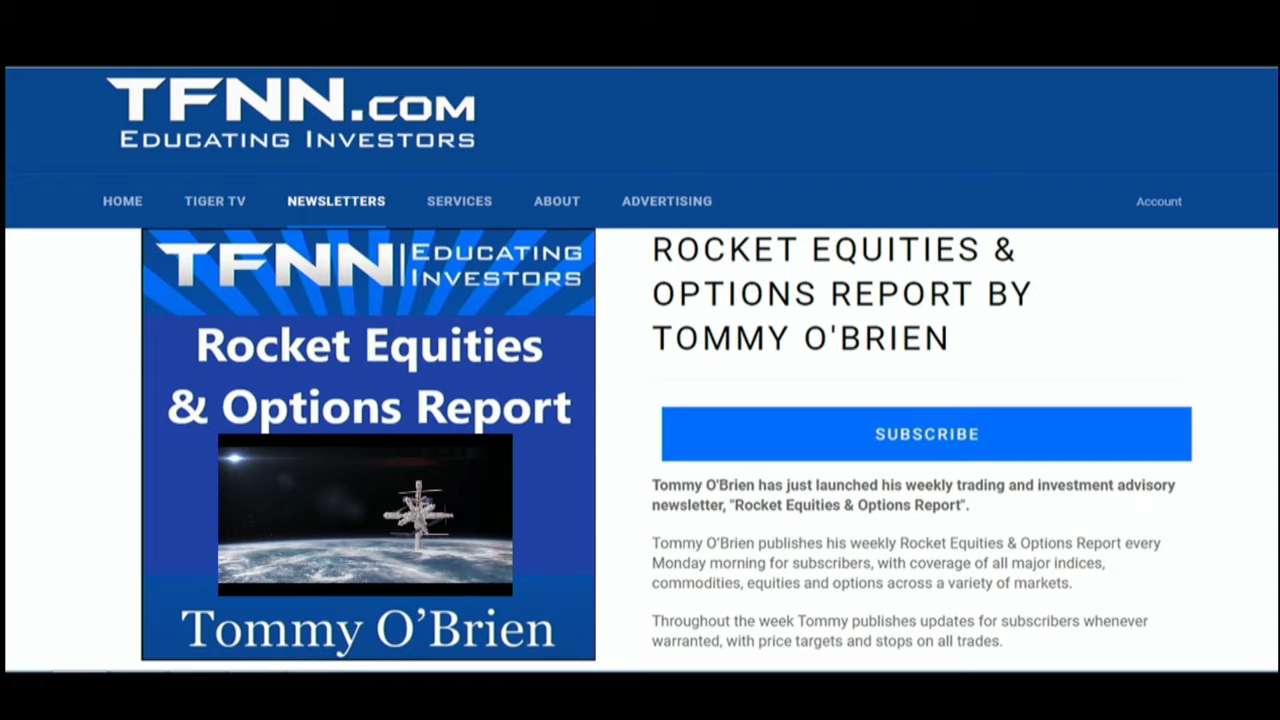 TFNN.COM
EDUCATING INVESTORS
HOME TIGER TV NEWSLETTERS SERVICES ABOUT ADVERTISING Account
TFNN EDUCATING INVESTORS
Rocket Equities
& Options Report
Tommy O'Brien
ROCKET EQUITIES &
OPTIONS REPORT BY
TOMMY O'BRIEN
SUBSCRIBE
Tommy O'Brien has just launched his weekly trading and investment advisory
newsletter, "Rocket Equities & Options Report".
Tommy O'Brien publishes his weekly Rocket Equities & Options Report every
Monday morning for subscribers, with coverage of all major indices,
commodities, equities and options across a variety of markets.
Throughout the week Tommy publishes updates for subscribers whenever
warranted, with price targets and stops on all trades.